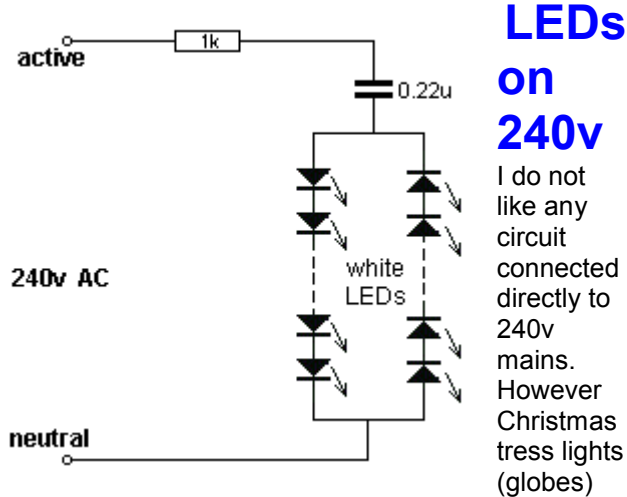 LEDs
on
240v
I do not
like any
circuit
connected
directly to
240v
mains.
However
Christmas
tress lights
(globes)
active
1k
0.22u
white
LEDs
240v AC
neutral